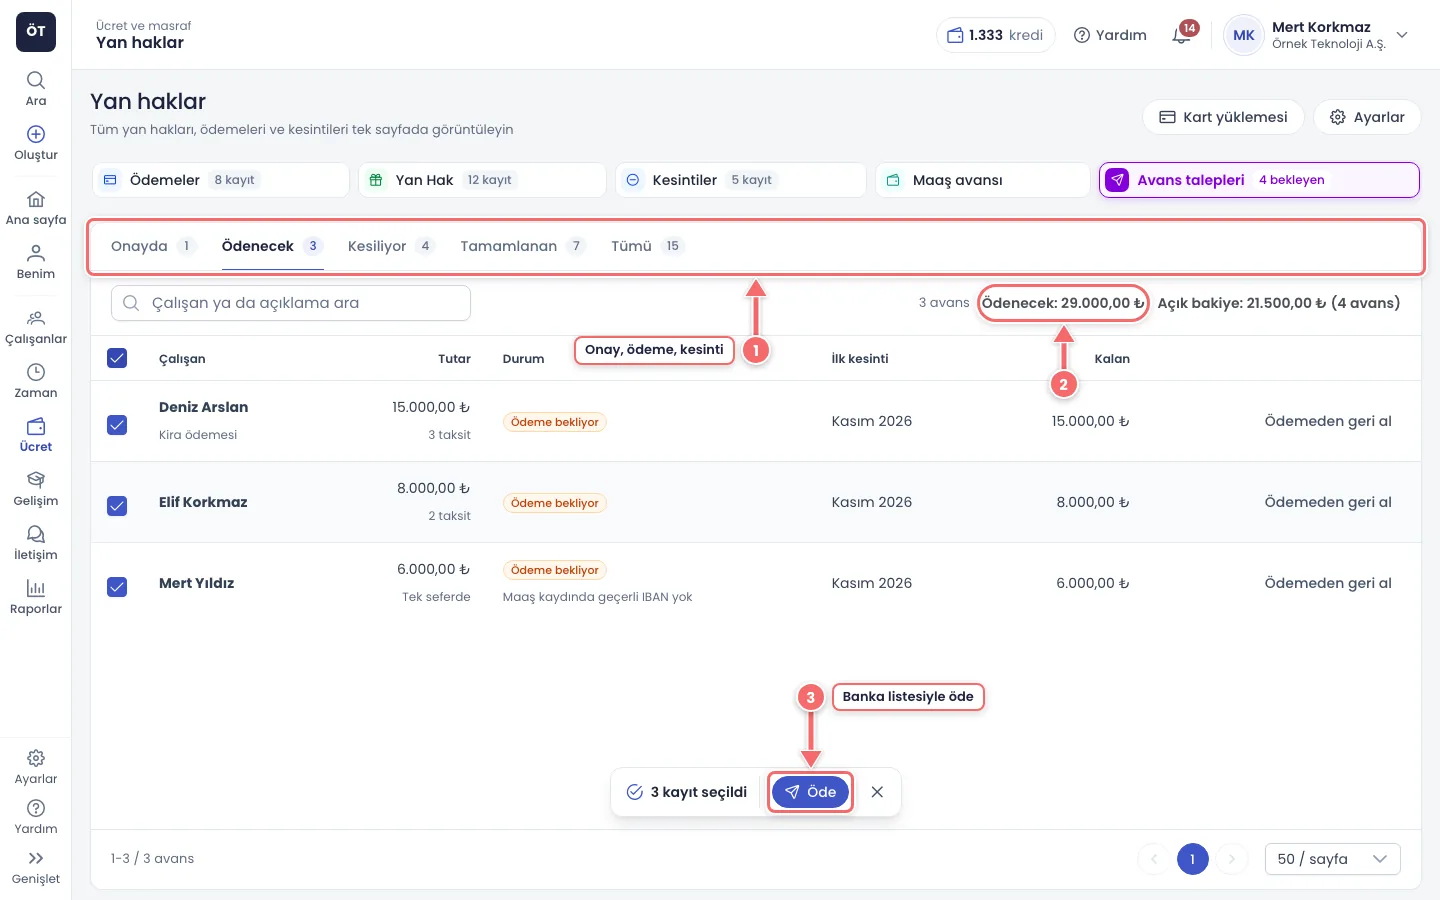 ÖT
Ara
Oluştur
Ana sayfa
Benim
Çalışanlar
Zaman
Ücret
Gelişim
İletişim
Raporlar
Ayarlar
Yardım
Genişlet
Ücret ve masraf
Yan haklar
1.333 kredi
Yardım
14
MK
Mert Korkmaz
Örnek Teknoloji A.Ş.
Yan haklar
Tüm yan hakları, ödemeleri ve kesintileri tek sayfada görüntüleyin
Kart yüklemesi
Ayarlar
Ödemeler 8 kayıt
Yan Hak 12 kayıt
Kesintiler 5 kayıt
Maaş avansı
Avans talepleri 4 bekleyen
Onayda 1
Ödenecek 3
Kesiliyor 4
Tamamlanan 7
Tümü 15
Çalışan ya da açıklama ara
3 avans
Ödenecek: 29.000,00 ₺
Açık bakiye: 21.500,00 ₺ (4 avans)
Onay, ödeme, kesinti
1
2
Çalışan Tutar Durum İlk kesinti Kalan
Deniz Arslan 15.000,00 ₺ Ödeme bekliyor Kasım 2026 15.000,00 ₺ Ödemeden geri al
Kira ödemesi 3 taksit
Elif Korkmaz 8.000,00 ₺ Ödeme bekliyor Kasım 2026 8.000,00 ₺ Ödemeden geri al
2 taksit
Mert Yıldız 6.000,00 ₺ Ödeme bekliyor Kasım 2026 6.000,00 ₺ Ödemeden geri al
Tek seferde Maaş kaydında geçerli IBAN yok
3
Banka listesiyle öde
3 kayıt seçildi
Öde
1-3 / 3 avans
1
50 / sayfa